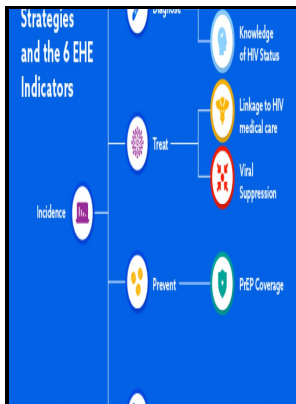 Strategies
and the 6 EHE
Indicators
Diagnose
Knowledge
of HIV Status
Linkage to HIV
medical care
Treat
Viral
Suppression
Incidence
Prevent
PrEP Coverage